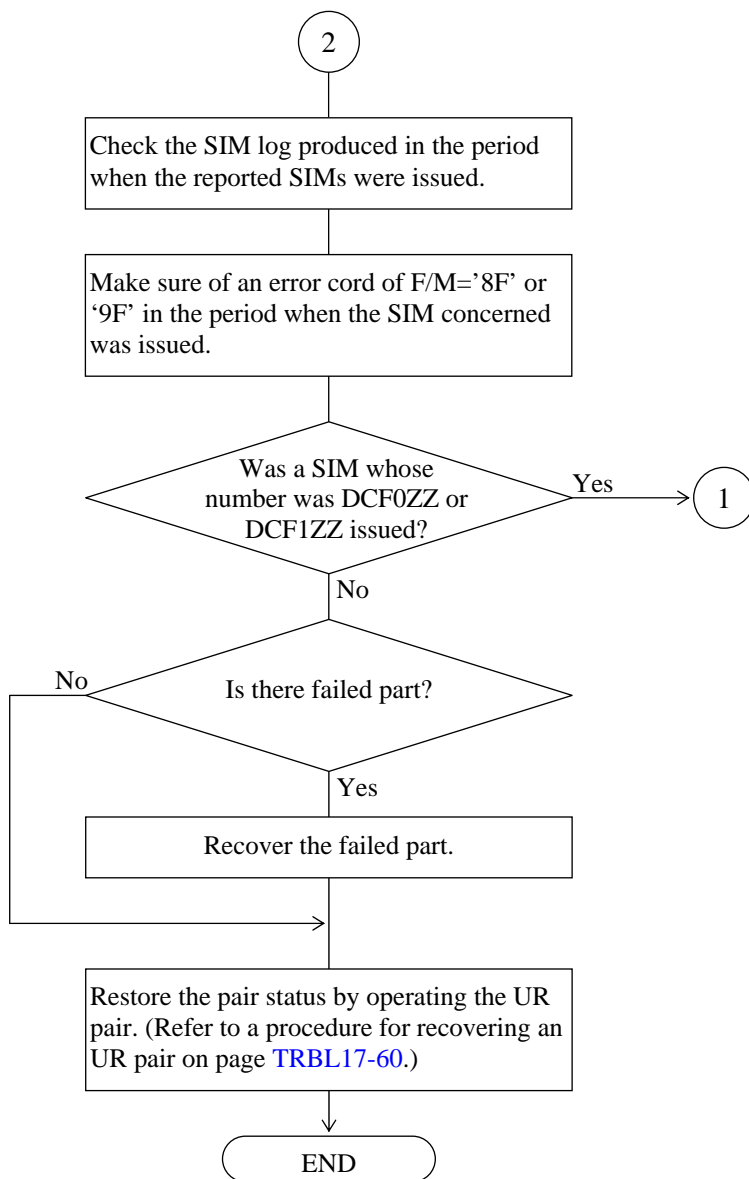 2
Check the SIM log produced in the period
when the reported SIMs were issued.
Make sure of an error cord of F/M=’8F’ or
‘9F’ in the period when the SIM concerned
was issued.
Was a SIM whose
number was DCF0ZZ or
DCF1ZZ issued?
Yes
1
No
Is there failed part?
No
Yes
Recover the failed part.
Restore the pair status by operating the UR
pair. (Refer to a procedure for recovering an
UR pair on page TRBL17-60.)
END